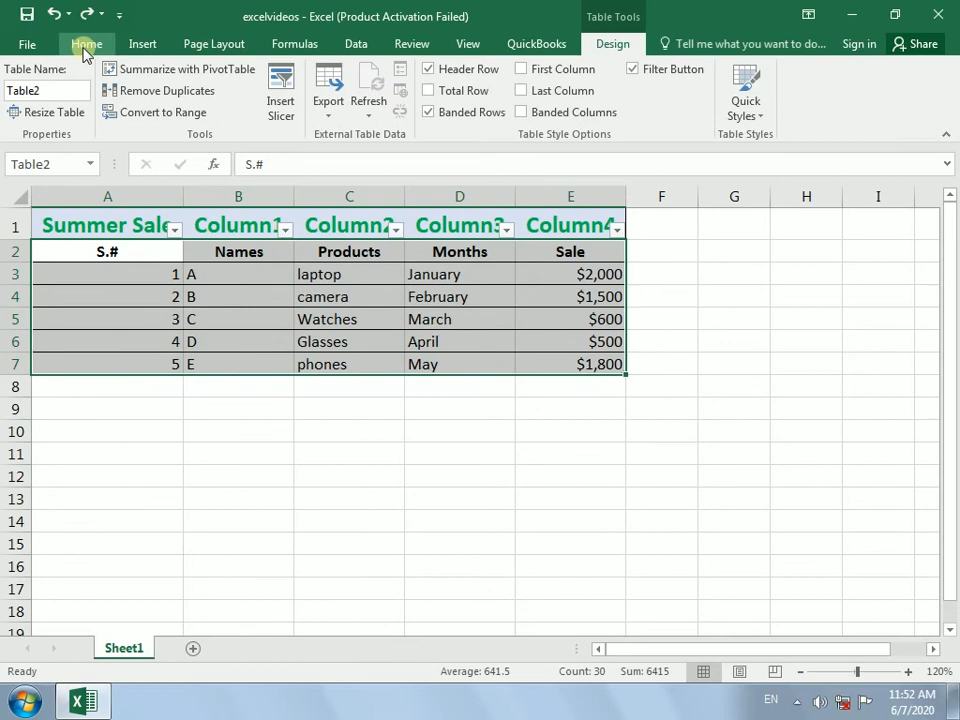 excelvideos - Excel (Product Activation Failed)
Table Tools
File Home Insert Page Layout Formulas Data Review View QuickBooks Design Tell me what you want to do... Sign in Share
Table Name:
Table2
Resize Table
Properties
Summarize with PivotTable
Remove Duplicates
Convert to Range
Tools
Insert
Slicer
Export Refresh
External Table Data
Header Row First Column Filter Button
Total Row Last Column
Banded Rows Banded Columns
Table Style Options
Quick
Styles
Table Styles
Table2 fx S.#
A B C D E F G H I
1 Summer Sale Column1 Column2 Column3 Column4
2 S.# Names Products Months Sale
3 1 A laptop January $2,000
4 2 B camera February $1,500
5 3 C Watches March $600
6 4 D Glasses April $500
7 5 E phones May $1,800
8
9
10
11
12
13
14
15
16
17
18
19
Sheet1
Ready Average: 641.5 Count: 30 Sum: 6415 120%
EN 11:52 AM
6/7/2020